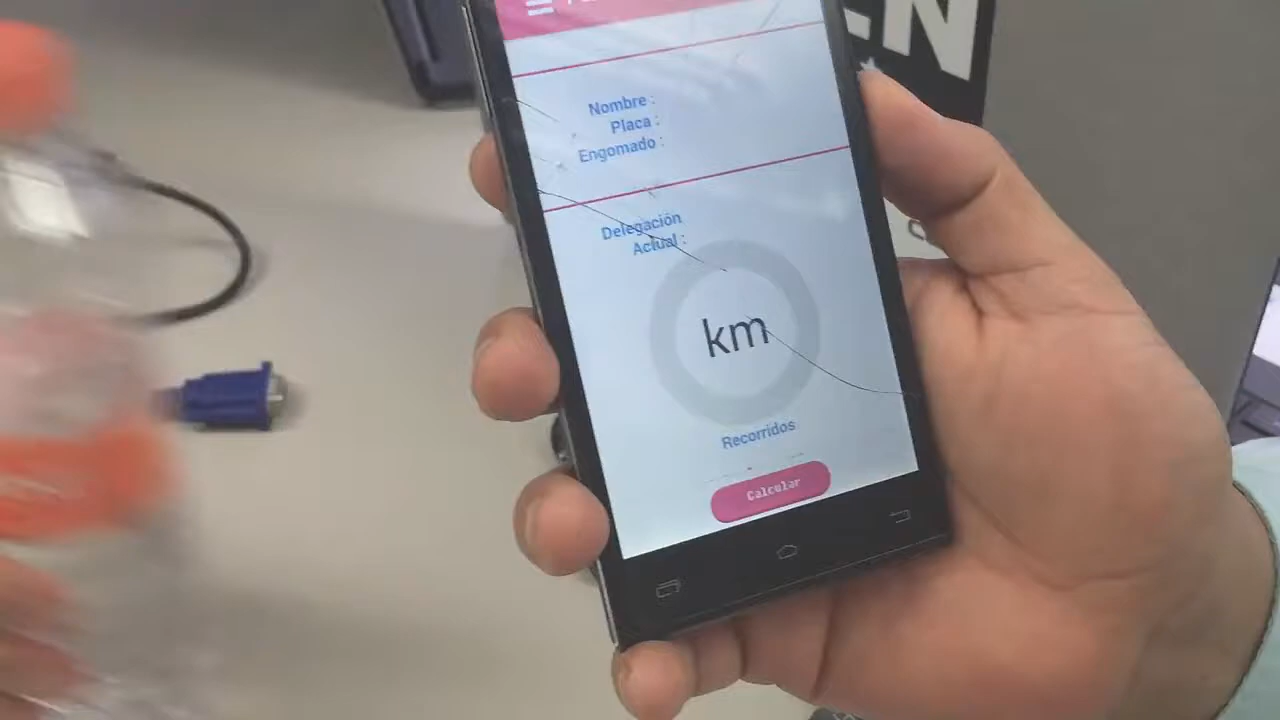 Nombre :
Placa :
Engomado :
Delegación
Actual :
km
Recorridos
Calcular